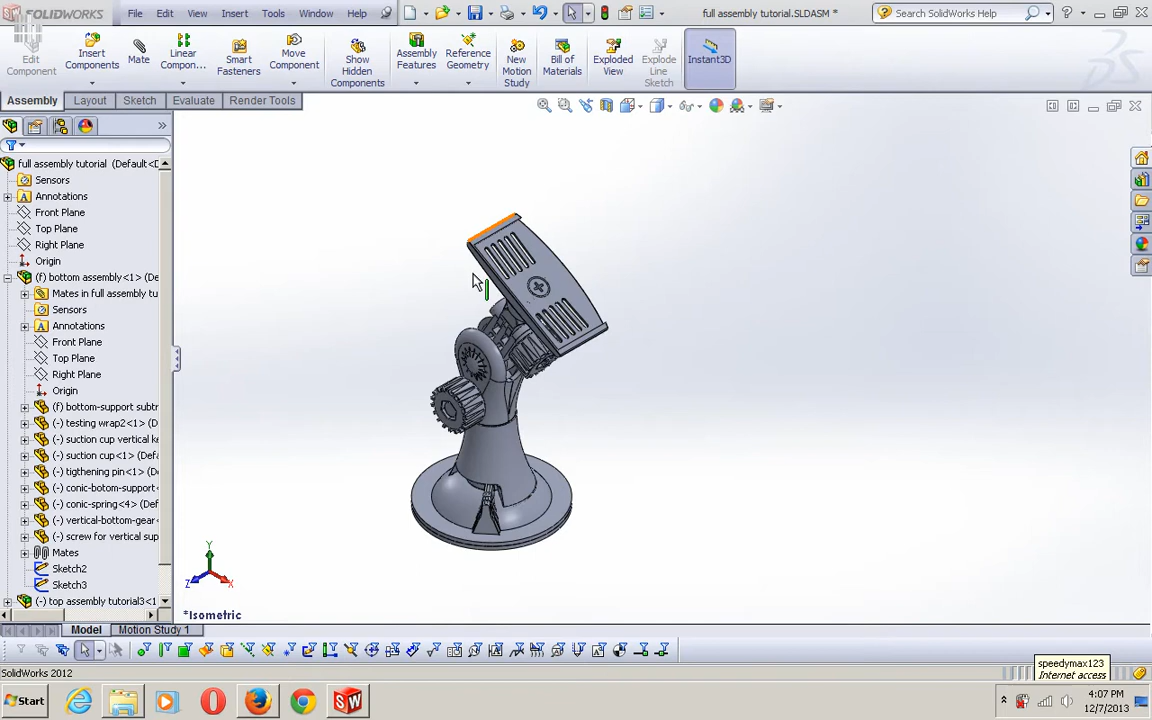 SOLIDWORKS
File Edit View Insert Tools SOLIDWORKS Window Help
full assembly tutorial.SLDASM *
Search SolidWorks Help
Edit Component
Insert Components
Mate
Linear Compon...
Smart Fasteners
Move Component
Show Hidden Components
Assembly Features
Reference Geometry
New Motion Study
Bill of Materials
Exploded View
Explode Line Sketch
Instant3D
Assembly Layout Sketch Evaluate Render Tools
full assembly tutorial (Default<D
Sensors
Annotations
Front Plane
Top Plane
Right Plane
Origin
(f) bottom assembly<1> (De
Mates in full assembly tu
Sensors
Annotations
Front Plane
Top Plane
Right Plane
Origin
(f) bottom-support subtr
(-) testing wrap2<1> (D
(-) suction cup vertical ke
(-) suction cup<1> (Def
(-) tigthening pin<1> (D
(-) conic-botom-support
(-) conic-spring<4> (Def
(-) vertical-bottom-gear
(-) screw for vertical sup
Mates
Sketch2
Sketch3
(-) top assembly tutorial3<1
Y
Z
X
*Isometric
Model Motion Study 1
SolidWorks 2012
speedymax123
Internet access
Start
4:07 PM
12/7/2013